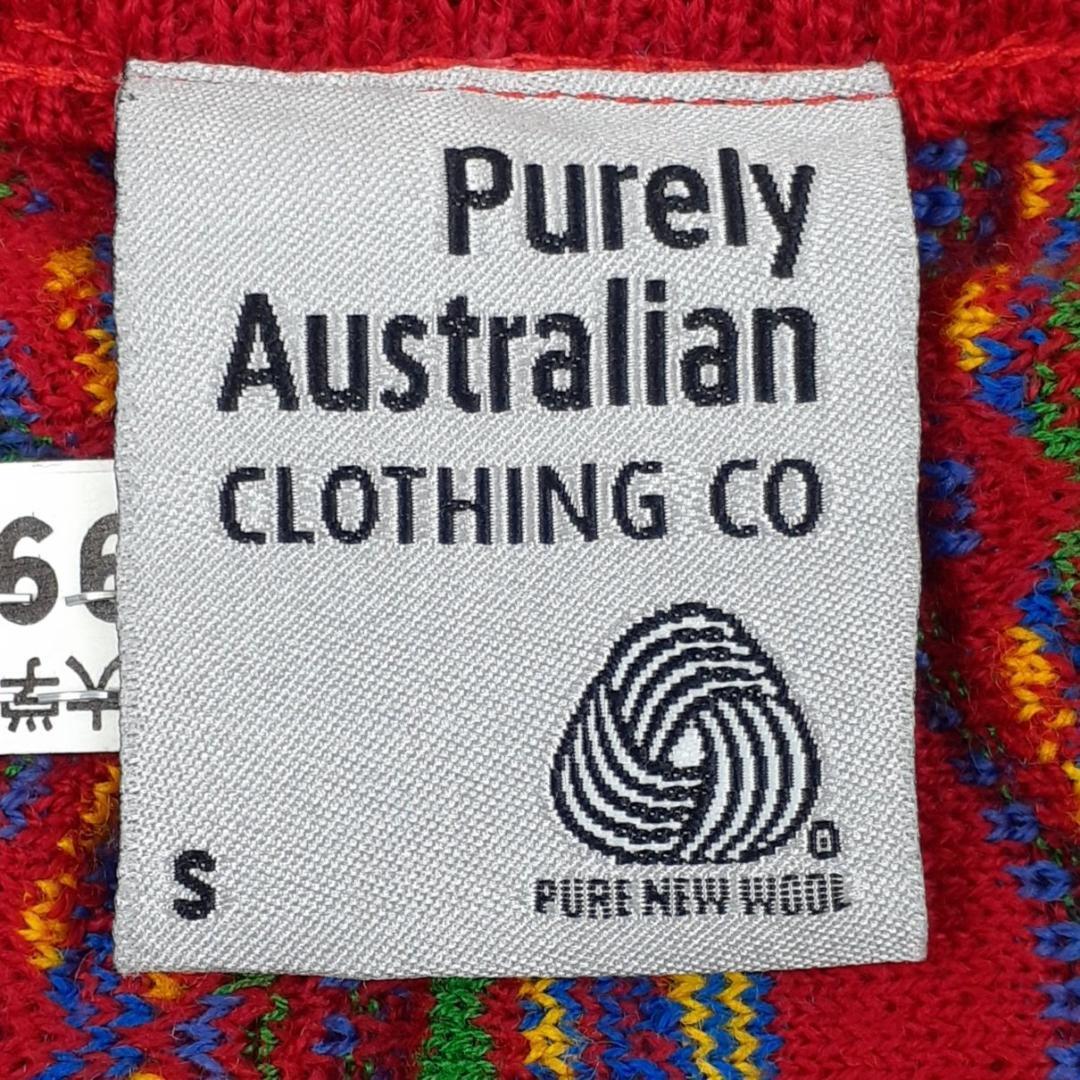 Purely
Australian
CLOTHING CO
S
PURE NEW WOOL